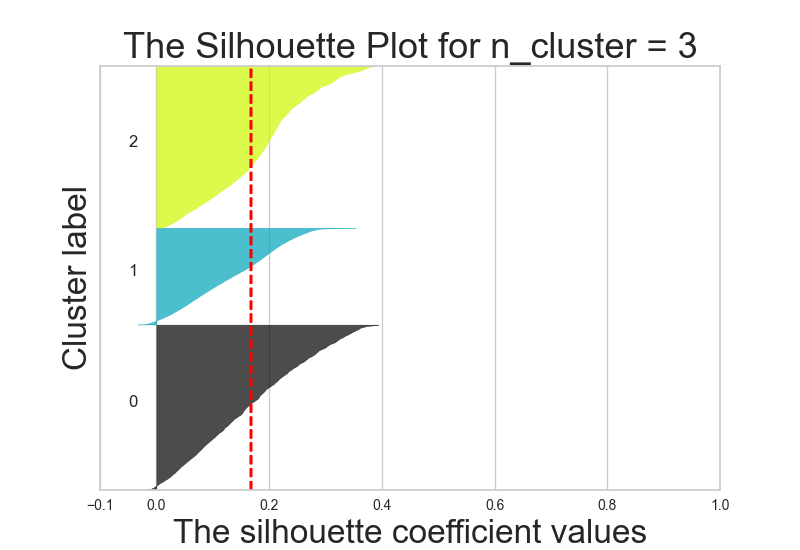 The Silhouette Plot for n_cluster = 3
Cluster label
2
1
0
−0.1 0.0 0.2 0.4 0.6 0.8 1.0
The silhouette coefficient values